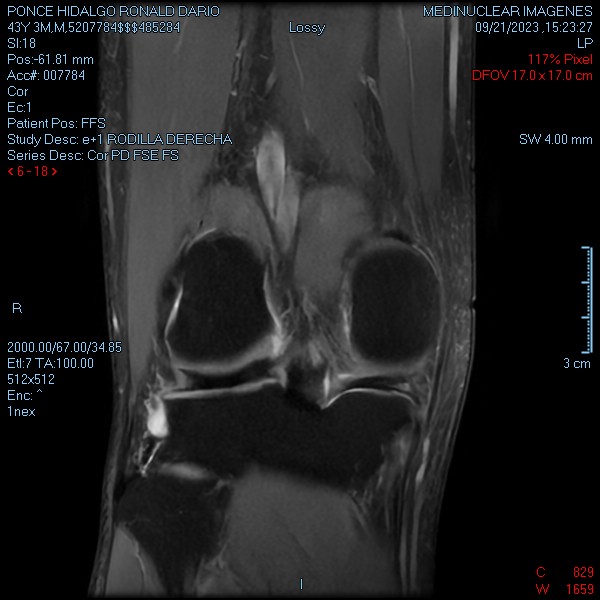 PONCE HIDALGO RONALD DARIO
43Y 3M,M,5207784$$$485284
Sl:18
Pos:-61.81 mm
Acc#: 007784
Cor
Ec:1
Patient Pos: FFS
Study Desc: e+1 RODILLA DERECHA
Series Desc: Cor PD FSE FS
< 6 - 18 >
Lossy
MEDINUCLEAR IMAGENES
09/21/2023 ,15:23:27
LP
117% Pixel
DFOV 17.0 x 17.0 cm
SW 4.00 mm
R
2000.00/67.00/34.85
Etl:7 TA:100.00
512x512
Enc: ^
1nex
3 cm
I
C 829
W 1659